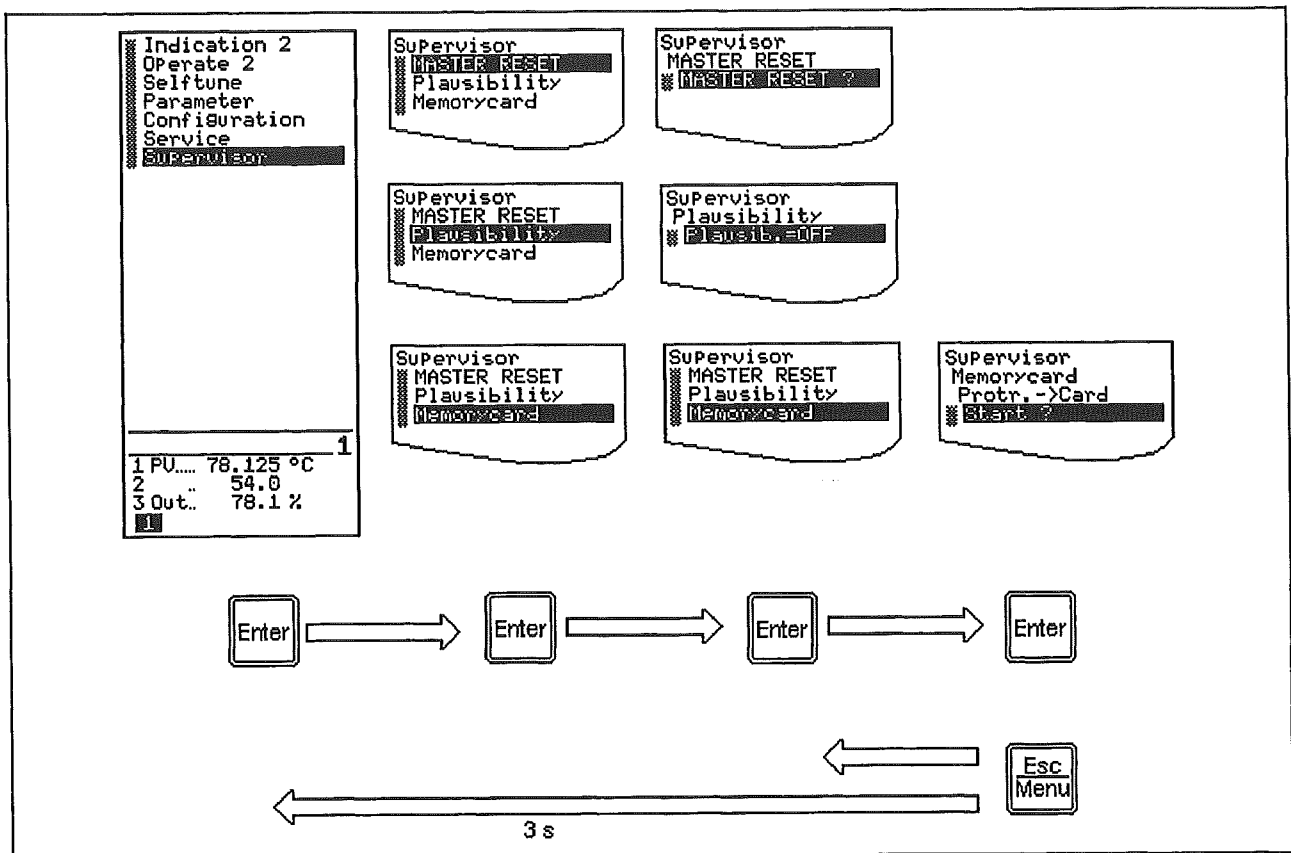 Indication 2
Operate 2
Selftune
Parameter
Configuration
Service
Supervisor
1
1 PV..... 78.125 °C
2 .. 54.0
3 Out.. 78.1 %
1
Supervisor
MASTER RESET
Plausibility
Memorycard
Supervisor
MASTER RESET
MASTER RESET ?
Supervisor
MASTER RESET
Plausibility
Memorycard
Supervisor
Plausibility
Plausib.=OFF
Supervisor
MASTER RESET
Plausibility
Memorycard
Supervisor
MASTER RESET
Plausibility
Memorycard
Supervisor
Memorycard
Protr.->Card
Start ?
Enter
Enter
Enter
Enter
Esc
Menu
3 s